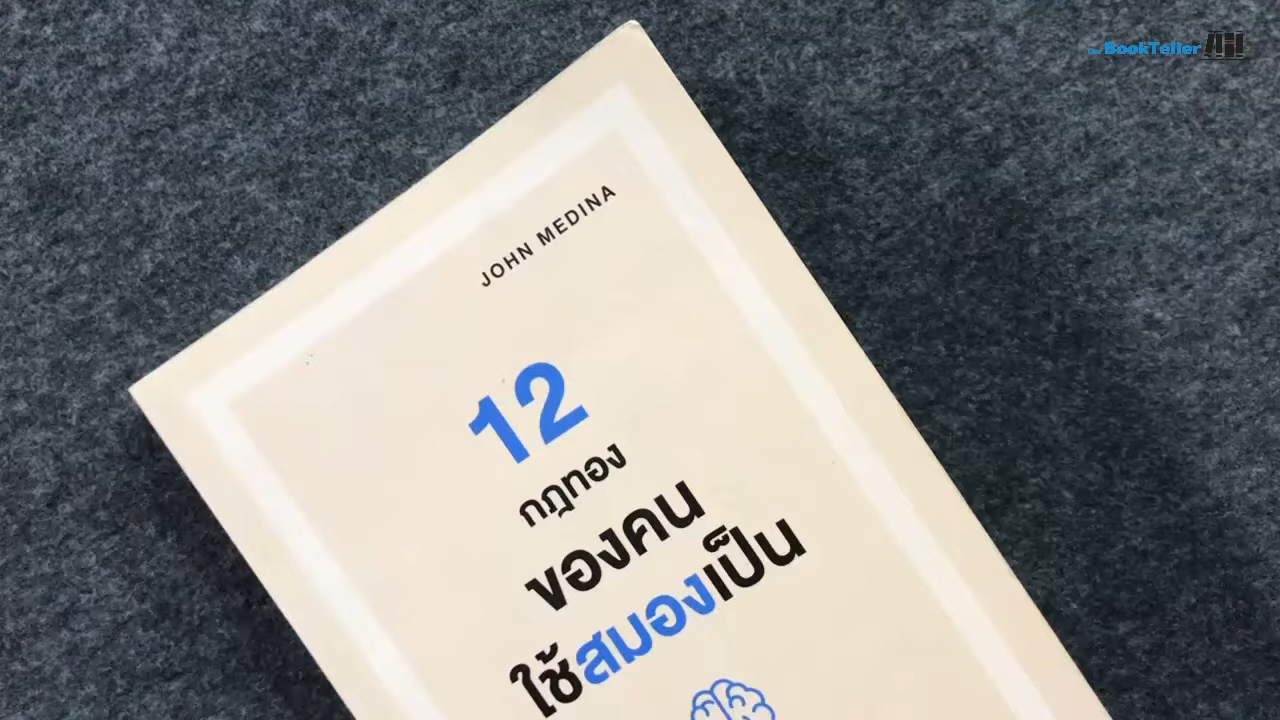 The BookTeller
JOHN MEDINA
12
กฎทอง
ของคน
ใช้สมองเป็น